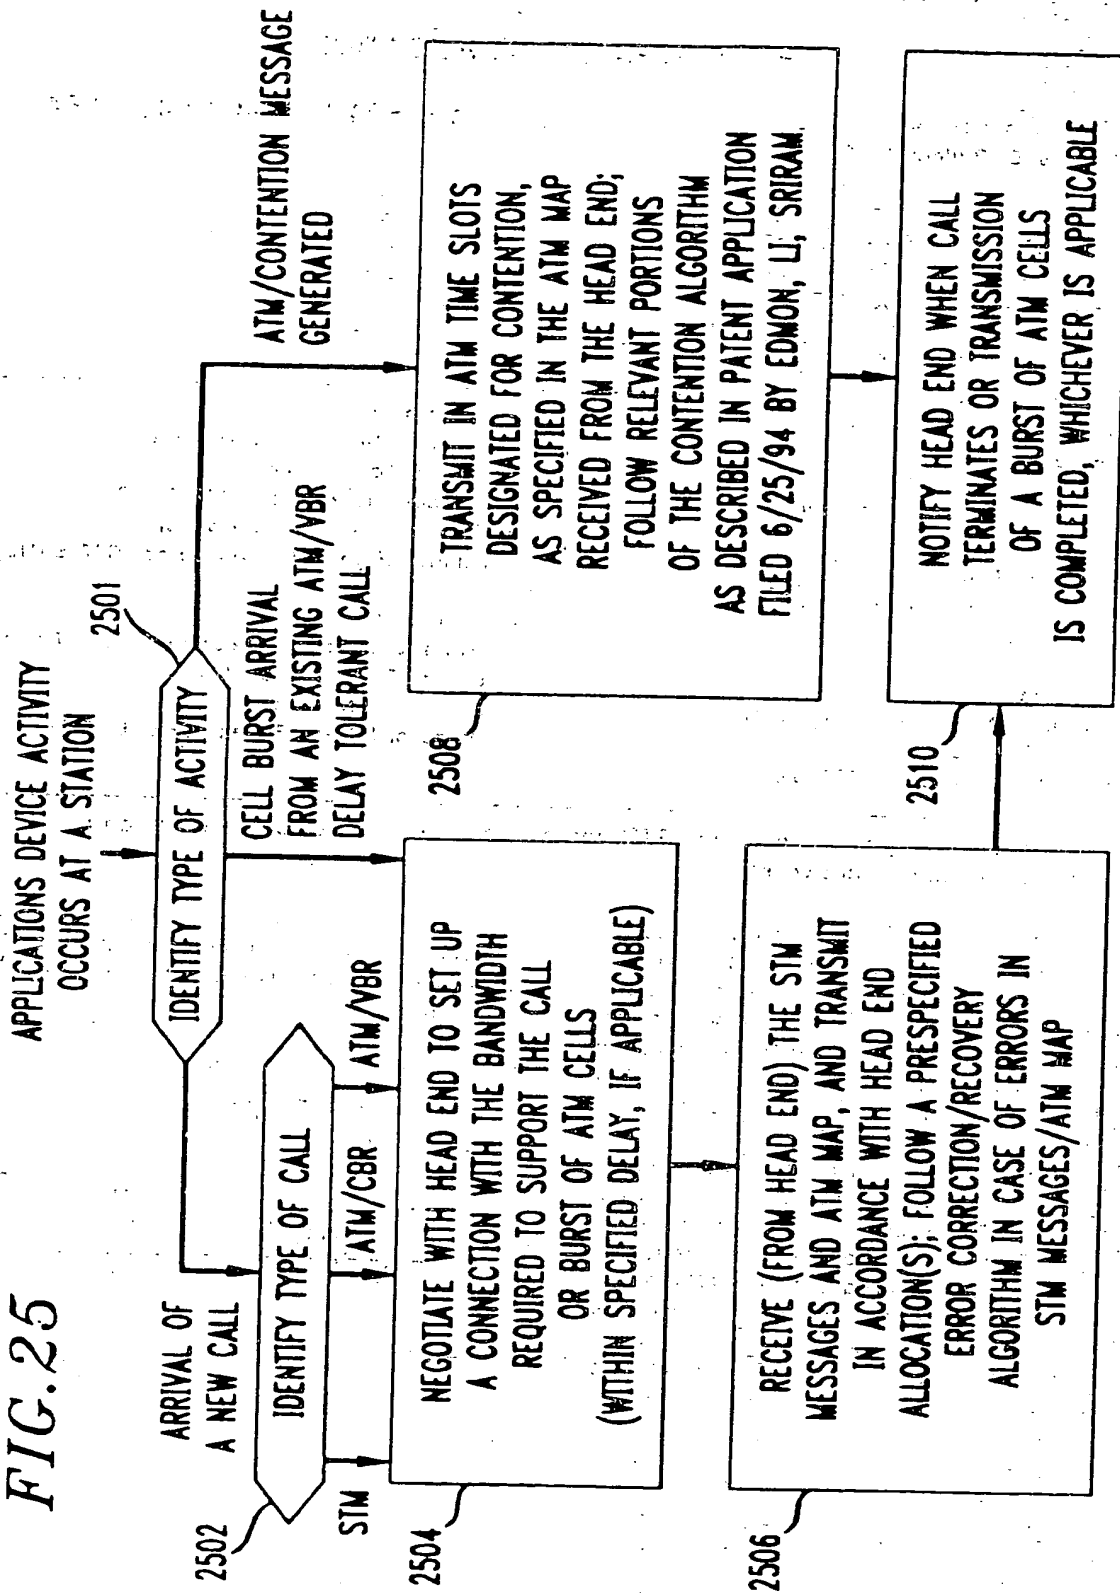 FIG. 25
APPLICATIONS DEVICE ACTIVITY
OCCURS AT A STATION
2501
IDENTIFY TYPE OF ACTIVITY
ARRIVAL OF
A NEW CALL
CELL BURST ARRIVAL
FROM AN EXISTING ATM/VBR
DELAY TOLERANT CALL
ATM/CONTENTION MESSAGE
GENERATED
2502
IDENTIFY TYPE OF CALL
STM
ATM/CBR
ATM/VBR
2504
NEGOTIATE WITH HEAD END TO SET UP
A CONNECTION WITH THE BANDWIDTH
REQUIRED TO SUPPORT THE CALL
OR BURST OF ATM CELLS
(WITHIN SPECIFIED DELAY, IF APPLICABLE)
2508
TRANSMIT IN ATM TIME SLOTS
DESIGNATED FOR CONTENTION,
AS SPECIFIED IN THE ATM MAP
RECEIVED FROM THE HEAD END;
FOLLOW RELEVANT PORTIONS
OF THE CONTENTION ALGORITHM
AS DESCRIBED IN PATENT APPLICATION
FILED 6/25/94 BY EDMON, LI, SRIRAM.
2506
RECEIVE (FROM HEAD END) THE STM
MESSAGES AND ATM MAP, AND TRANSMIT
IN ACCORDANCE WITH HEAD END
ALLOCATION(S); FOLLOW A PRESPECIFIED
ERROR CORRECTION/RECOVERY
ALGORITHM IN CASE OF ERRORS IN
STM MESSAGES/ATM MAP
2510
NOTIFY HEAD END WHEN CALL
TERMINATES OR TRANSMISSION
OF A BURST OF ATM CELLS
IS COMPLETED, WHICHEVER IS APPLICABLE